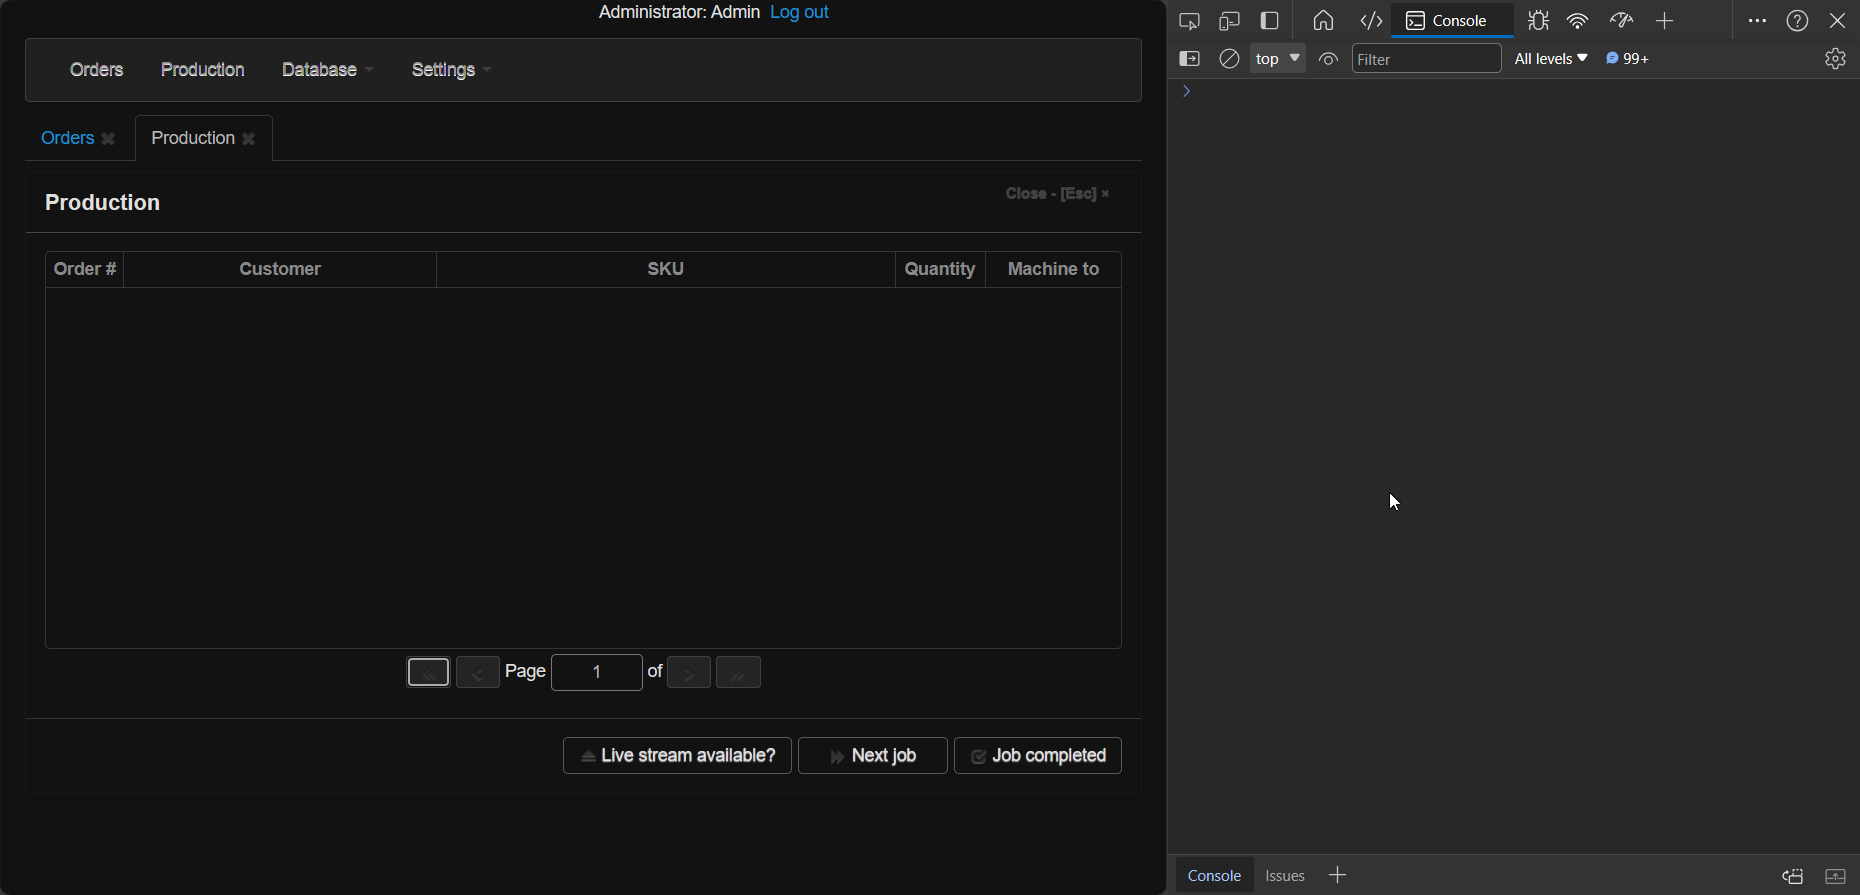 Administrator: Admin Log out
Orders Production Database Settings
Orders Production
Production
Close - [Esc] ×
Order # Customer SKU Quantity Machine to
Page 1 of
Live stream available? Next job Job completed
Console
top Filter All levels 99+
Console Issues